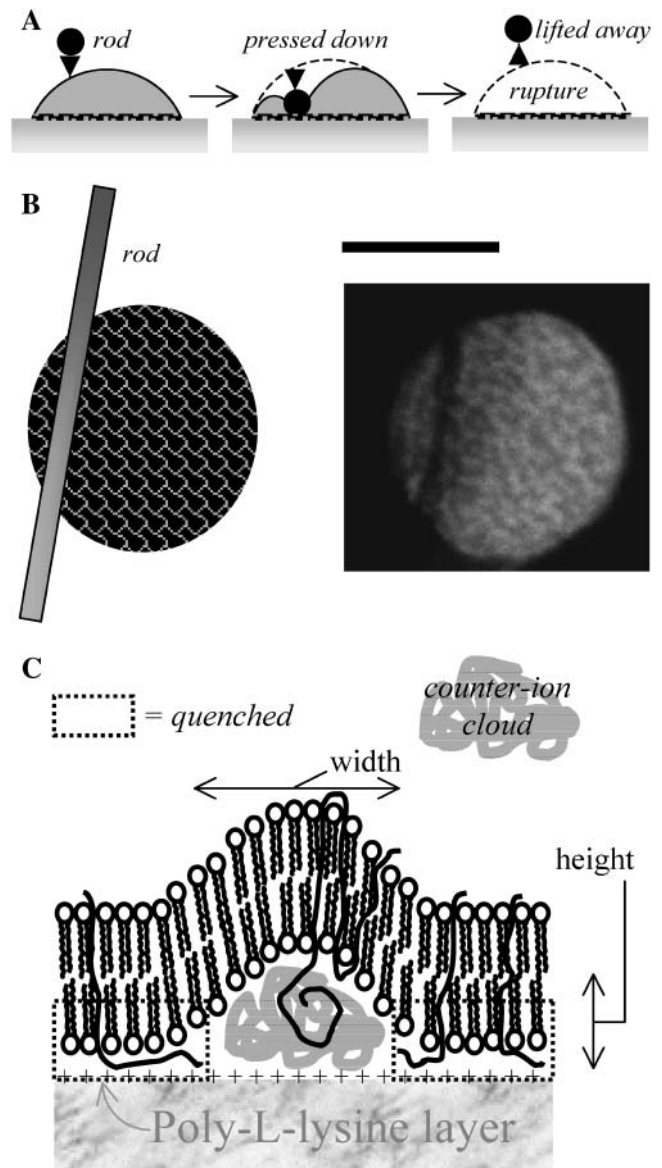 A
rod
pressed down
lifted away
rupture
B
rod
C
= quenched
counter-ion
cloud
width
height
+ + + + + + + + + + + + + + + + + + + + + + +
Poly-L-lysine layer